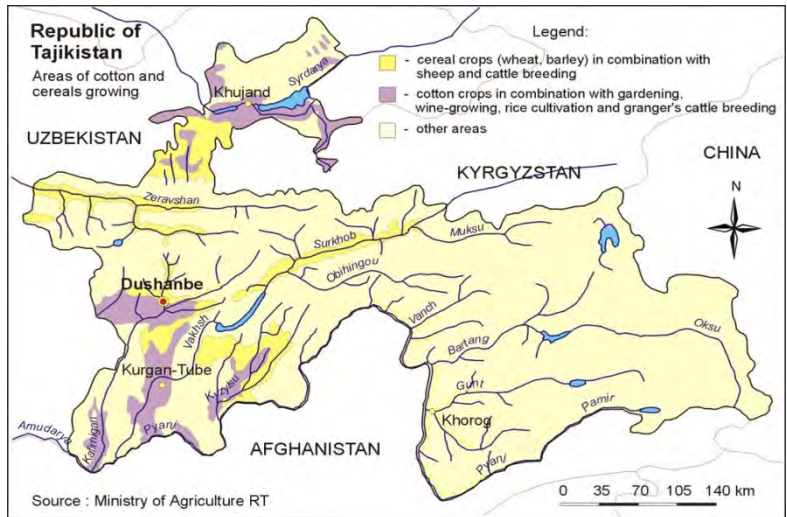 Republic of
Tajikistan
Areas of cotton and
cereals growing
Legend:
- cereal crops (wheat, barley) in combination with
sheep and cattle breeding
- cotton crops in combination with gardening,
wine-growing, rice cultivation and granger's cattle breeding
- other areas
Syrdarya
Khujand
UZBEKISTAN
CHINA
KYRGYZSTAN
N
Zeravshan
Surkhob
Muksu
Obihingou
Dushanbe
Vakhsh
Vanch
Bartang
Oksu
Kurgan-Tube
Kyzylsu
Gunt
Pamir
Khorog
Amudarya
Kafirnigan
Pyanj
AFGHANISTAN
Pyanj
Source : Ministry of Agriculture RT
0 35 70 105 140 km